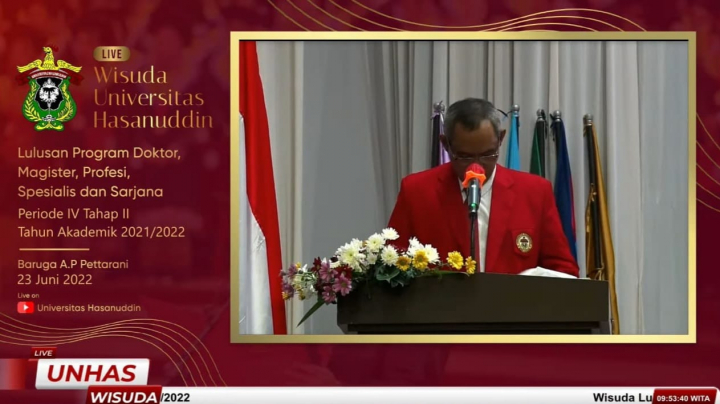 LIVE
Wisuda
Universitas
Hasanuddin
Lulusan Program Doktor,
Magister, Profesi,
Spesialis dan Sarjana
Periode IV Tahap II
Tahun Akademik 2021/2022
Baruga A.P Pettarani
23 Juni 2022
Live on
Universitas Hasanuddin
LIVE
UNHAS
WISUDA
/2022
Wisuda Lu
09:53:40 WITA